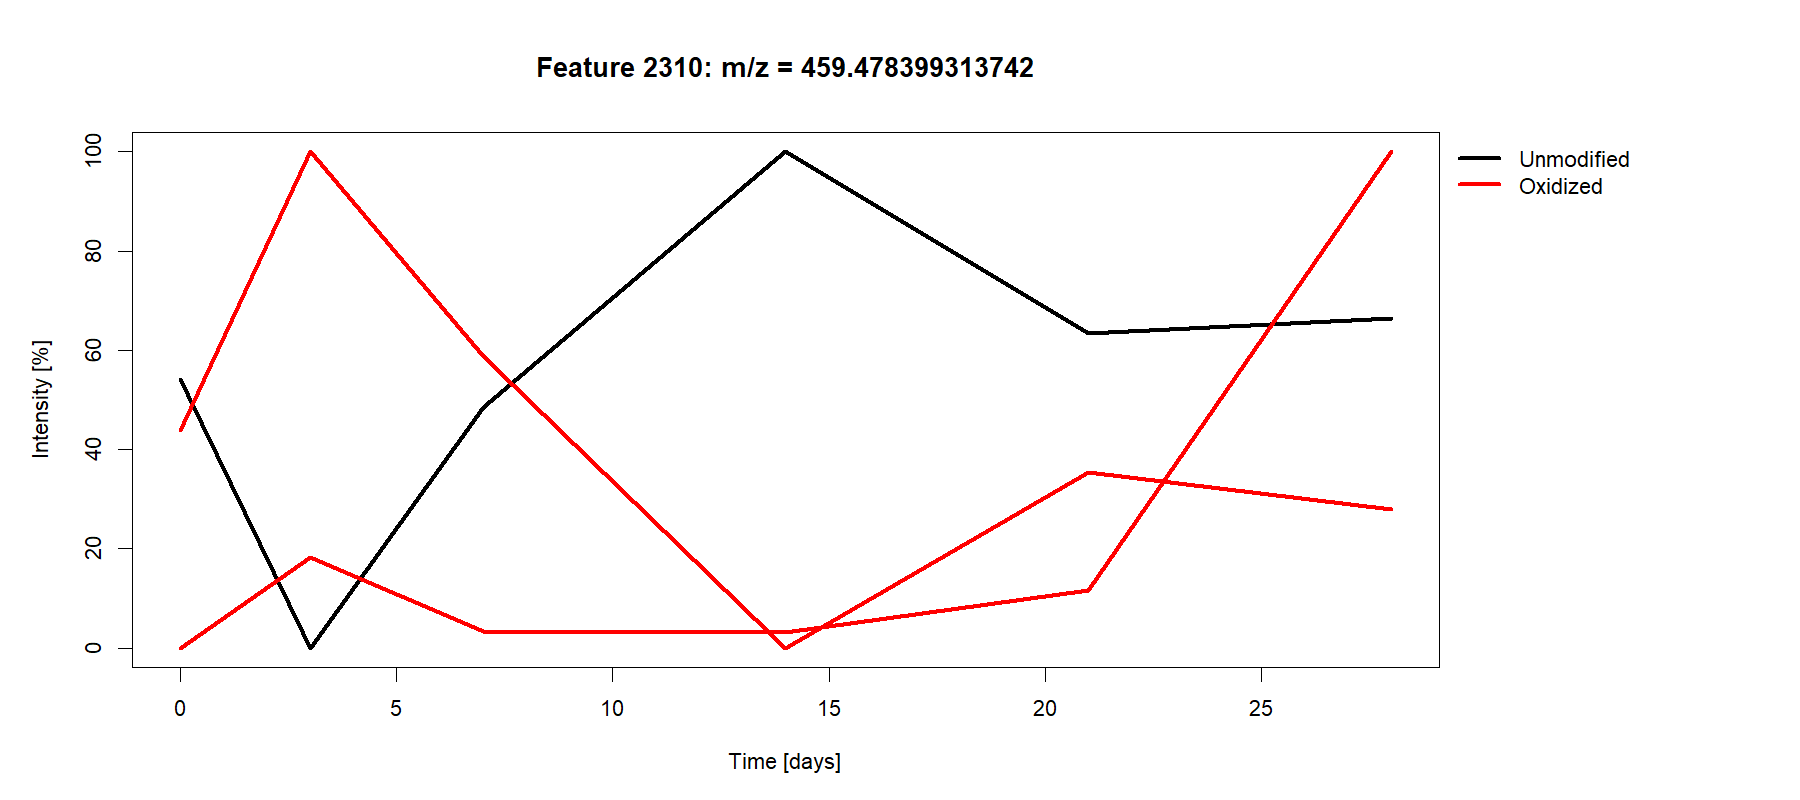 Feature 2310: m/z = 459.478399313742
Unmodified
Oxidized
Intensity [%]
100
80
60
40
20
0
0 5 10 15 20 25
Time [days]